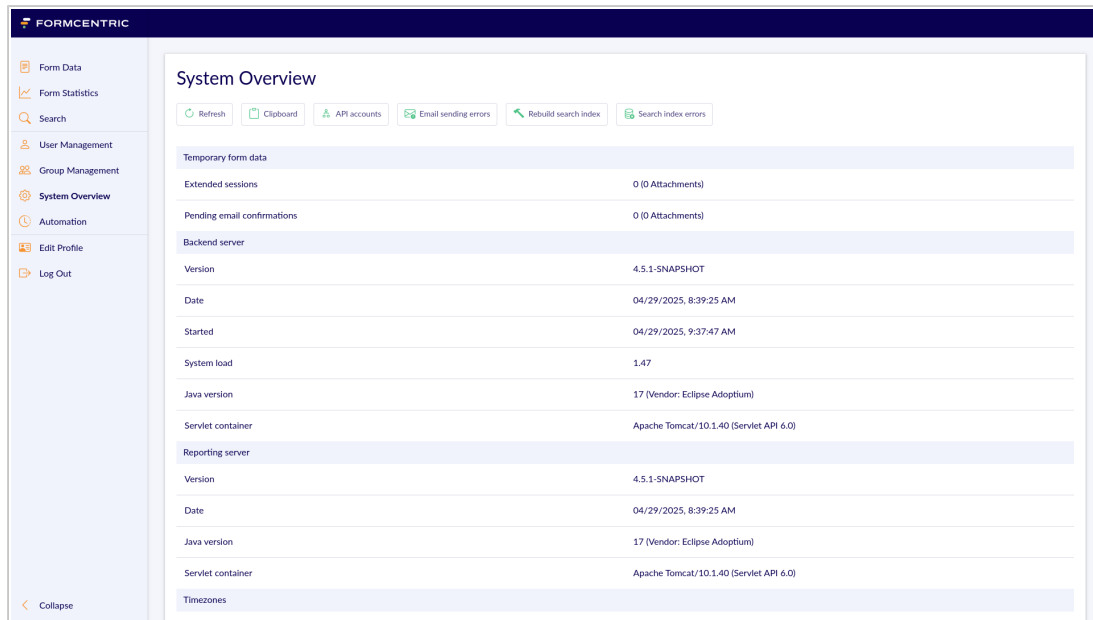 FORMCENTRIC
Form Data
Form Statistics
Search
User Management
Group Management
System Overview
Automation
Edit Profile
Log Out
Collapse
System Overview
Refresh Clipboard API accounts Email sending errors Rebuild search index Search index errors
Temporary form data
Extended sessions 0 (0 Attachments)
Pending email confirmations 0 (0 Attachments)
Backend server
Version 4.5.1-SNAPSHOT
Date 04/29/2025, 8:39:25 AM
Started 04/29/2025, 9:37:47 AM
System load 1.47
Java version 17 (Vendor: Eclipse Adoptium)
Servlet container Apache Tomcat/10.1.40 (Servlet API 6.0)
Reporting server
Version 4.5.1-SNAPSHOT
Date 04/29/2025, 8:39:25 AM
Java version 17 (Vendor: Eclipse Adoptium)
Servlet container Apache Tomcat/10.1.40 (Servlet API 6.0)
Timezones